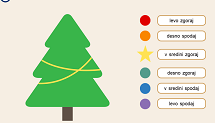 levo zgoraj
desno spodaj
v sredini zgoraj
desno zgoraj
v sredini spodaj
levo spodaj